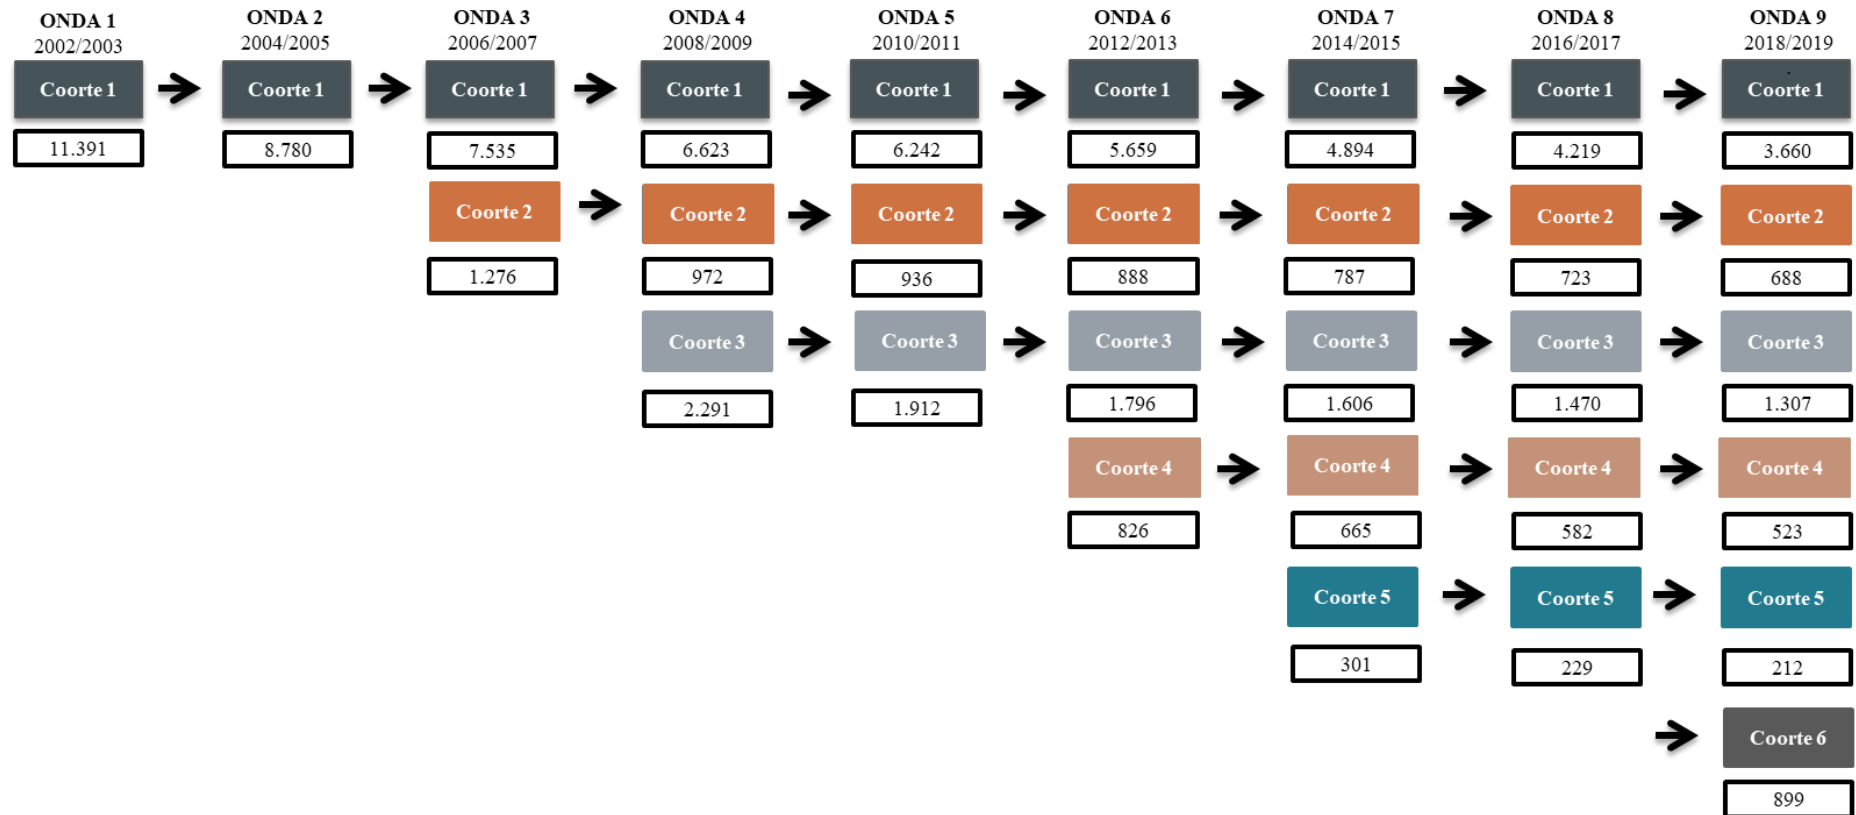 ONDA 1
2002/2003
ONDA 2
2004/2005
ONDA 3
2006/2007
ONDA 4
2008/2009
ONDA 5
2010/2011
ONDA 6
2012/2013
ONDA 7
2014/2015
ONDA 8
2016/2017
ONDA 9
2018/2019
Coorte 1
Coorte 1
Coorte 1
Coorte 1
Coorte 1
Coorte 1
Coorte 1
Coorte 1
Coorte 1
11.391
8.780
7.535
6.623
6.242
5.659
4.894
4.219
3.660
Coorte 2
Coorte 2
Coorte 2
Coorte 2
Coorte 2
Coorte 2
Coorte 2
1.276
972
936
888
787
723
688
Coorte 3
Coorte 3
Coorte 3
Coorte 3
Coorte 3
Coorte 3
2.291
1.912
1.796
1.606
1.470
1.307
Coorte 4
Coorte 4
Coorte 4
Coorte 4
826
665
582
523
Coorte 5
Coorte 5
Coorte 5
301
229
212
Coorte 6
899